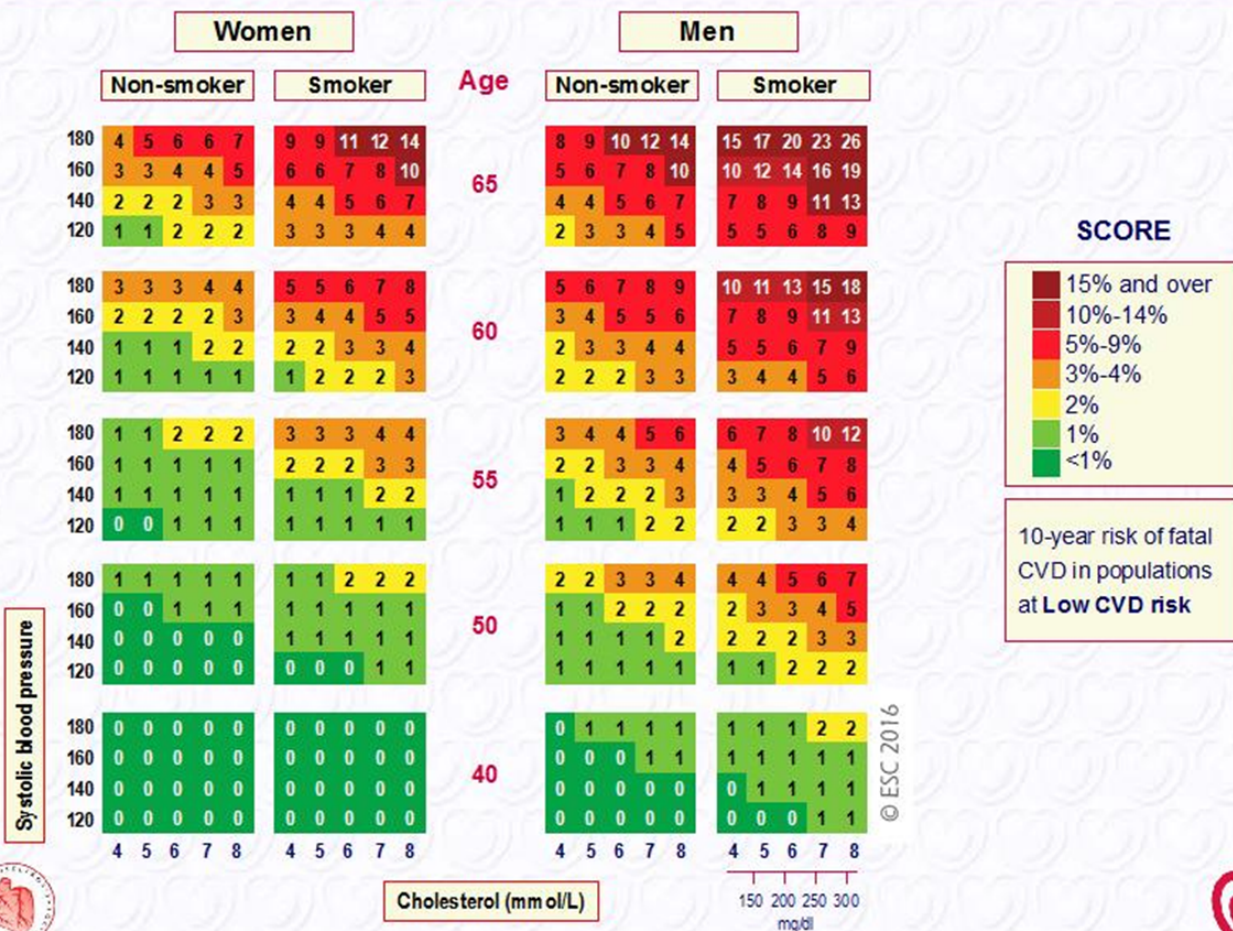 Women Men
Non-smoker Smoker Age Non-smoker Smoker
180 4 5 6 6 7 9 9 11 12 14 8 9 10 12 14 15 17 20 23 26
160 3 3 4 4 5 6 6 7 8 10 5 6 7 8 10 10 12 14 16 19
65
140 2 2 2 3 3 4 4 5 6 7 4 4 5 6 7 7 8 9 11 13
120 1 1 2 2 2 3 3 3 4 4 2 3 3 4 5 5 5 6 8 9
180 3 3 3 4 4 5 5 6 7 8 5 6 7 8 9 10 11 13 15 18
160 2 2 2 2 3 3 4 4 5 5 3 4 5 5 6 7 8 9 11 13
60
140 1 1 1 2 2 2 2 3 3 4 2 3 3 4 4 5 5 6 7 9
120 1 1 1 1 1 1 2 2 2 3 2 2 2 3 3 3 4 4 5 6
180 1 1 2 2 2 3 3 3 4 4 3 4 4 5 6 6 7 8 10 12
160 1 1 1 1 1 2 2 2 3 3 2 2 3 3 4 4 5 6 7 8
55
140 1 1 1 1 1 1 1 1 2 2 1 2 2 2 3 3 3 4 5 6
120 0 0 1 1 1 1 1 1 1 1 1 1 1 2 2 2 2 3 3 4
180 1 1 1 1 1 1 1 2 2 2 2 2 3 3 4 4 4 5 6 7
160 0 0 1 1 1 1 1 1 1 1 1 1 2 2 2 2 3 3 4 5
50
140 0 0 0 0 0 1 1 1 1 1 1 1 1 1 2 2 2 2 3 3
120 0 0 0 0 0 0 0 0 1 1 1 1 1 1 1 1 1 2 2 2
180 0 0 0 0 0 0 0 0 0 0 0 1 1 1 1 1 1 1 2 2
160 0 0 0 0 0 0 0 0 0 0 0 0 0 1 1 1 1 1 1 1
40
140 0 0 0 0 0 0 0 0 0 0 0 0 0 0 0 0 1 1 1 1
120 0 0 0 0 0 0 0 0 0 0 0 0 0 0 0 0 0 0 1 1
4 5 6 7 8 4 5 6 7 8 4 5 6 7 8 4 5 6 7 8
150 200 250 300
mg/dl
Systolic blood pressure
Cholesterol (mmol/L)
© ESC 2016
SCORE
15% and over
10%-14%
5%-9%
3%-4%
2%
1%
<1%
10-year risk of fatal
CVD in populations
at Low CVD risk